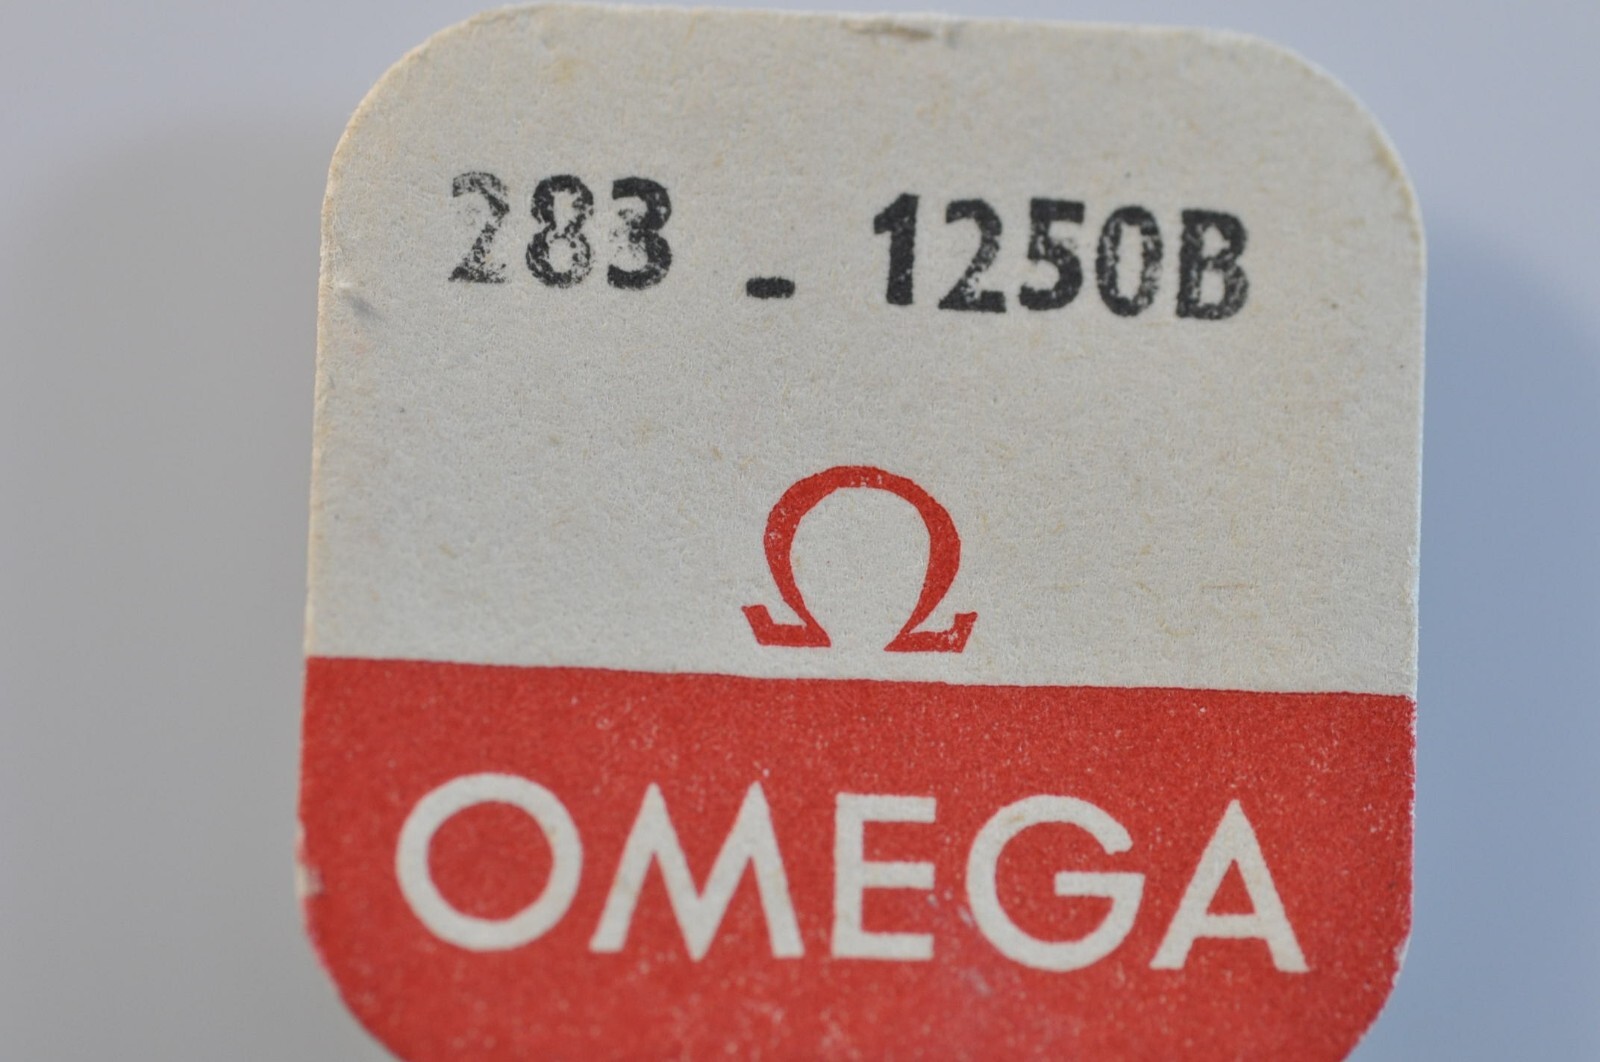 283 - 1250B
Ω
OMEGA